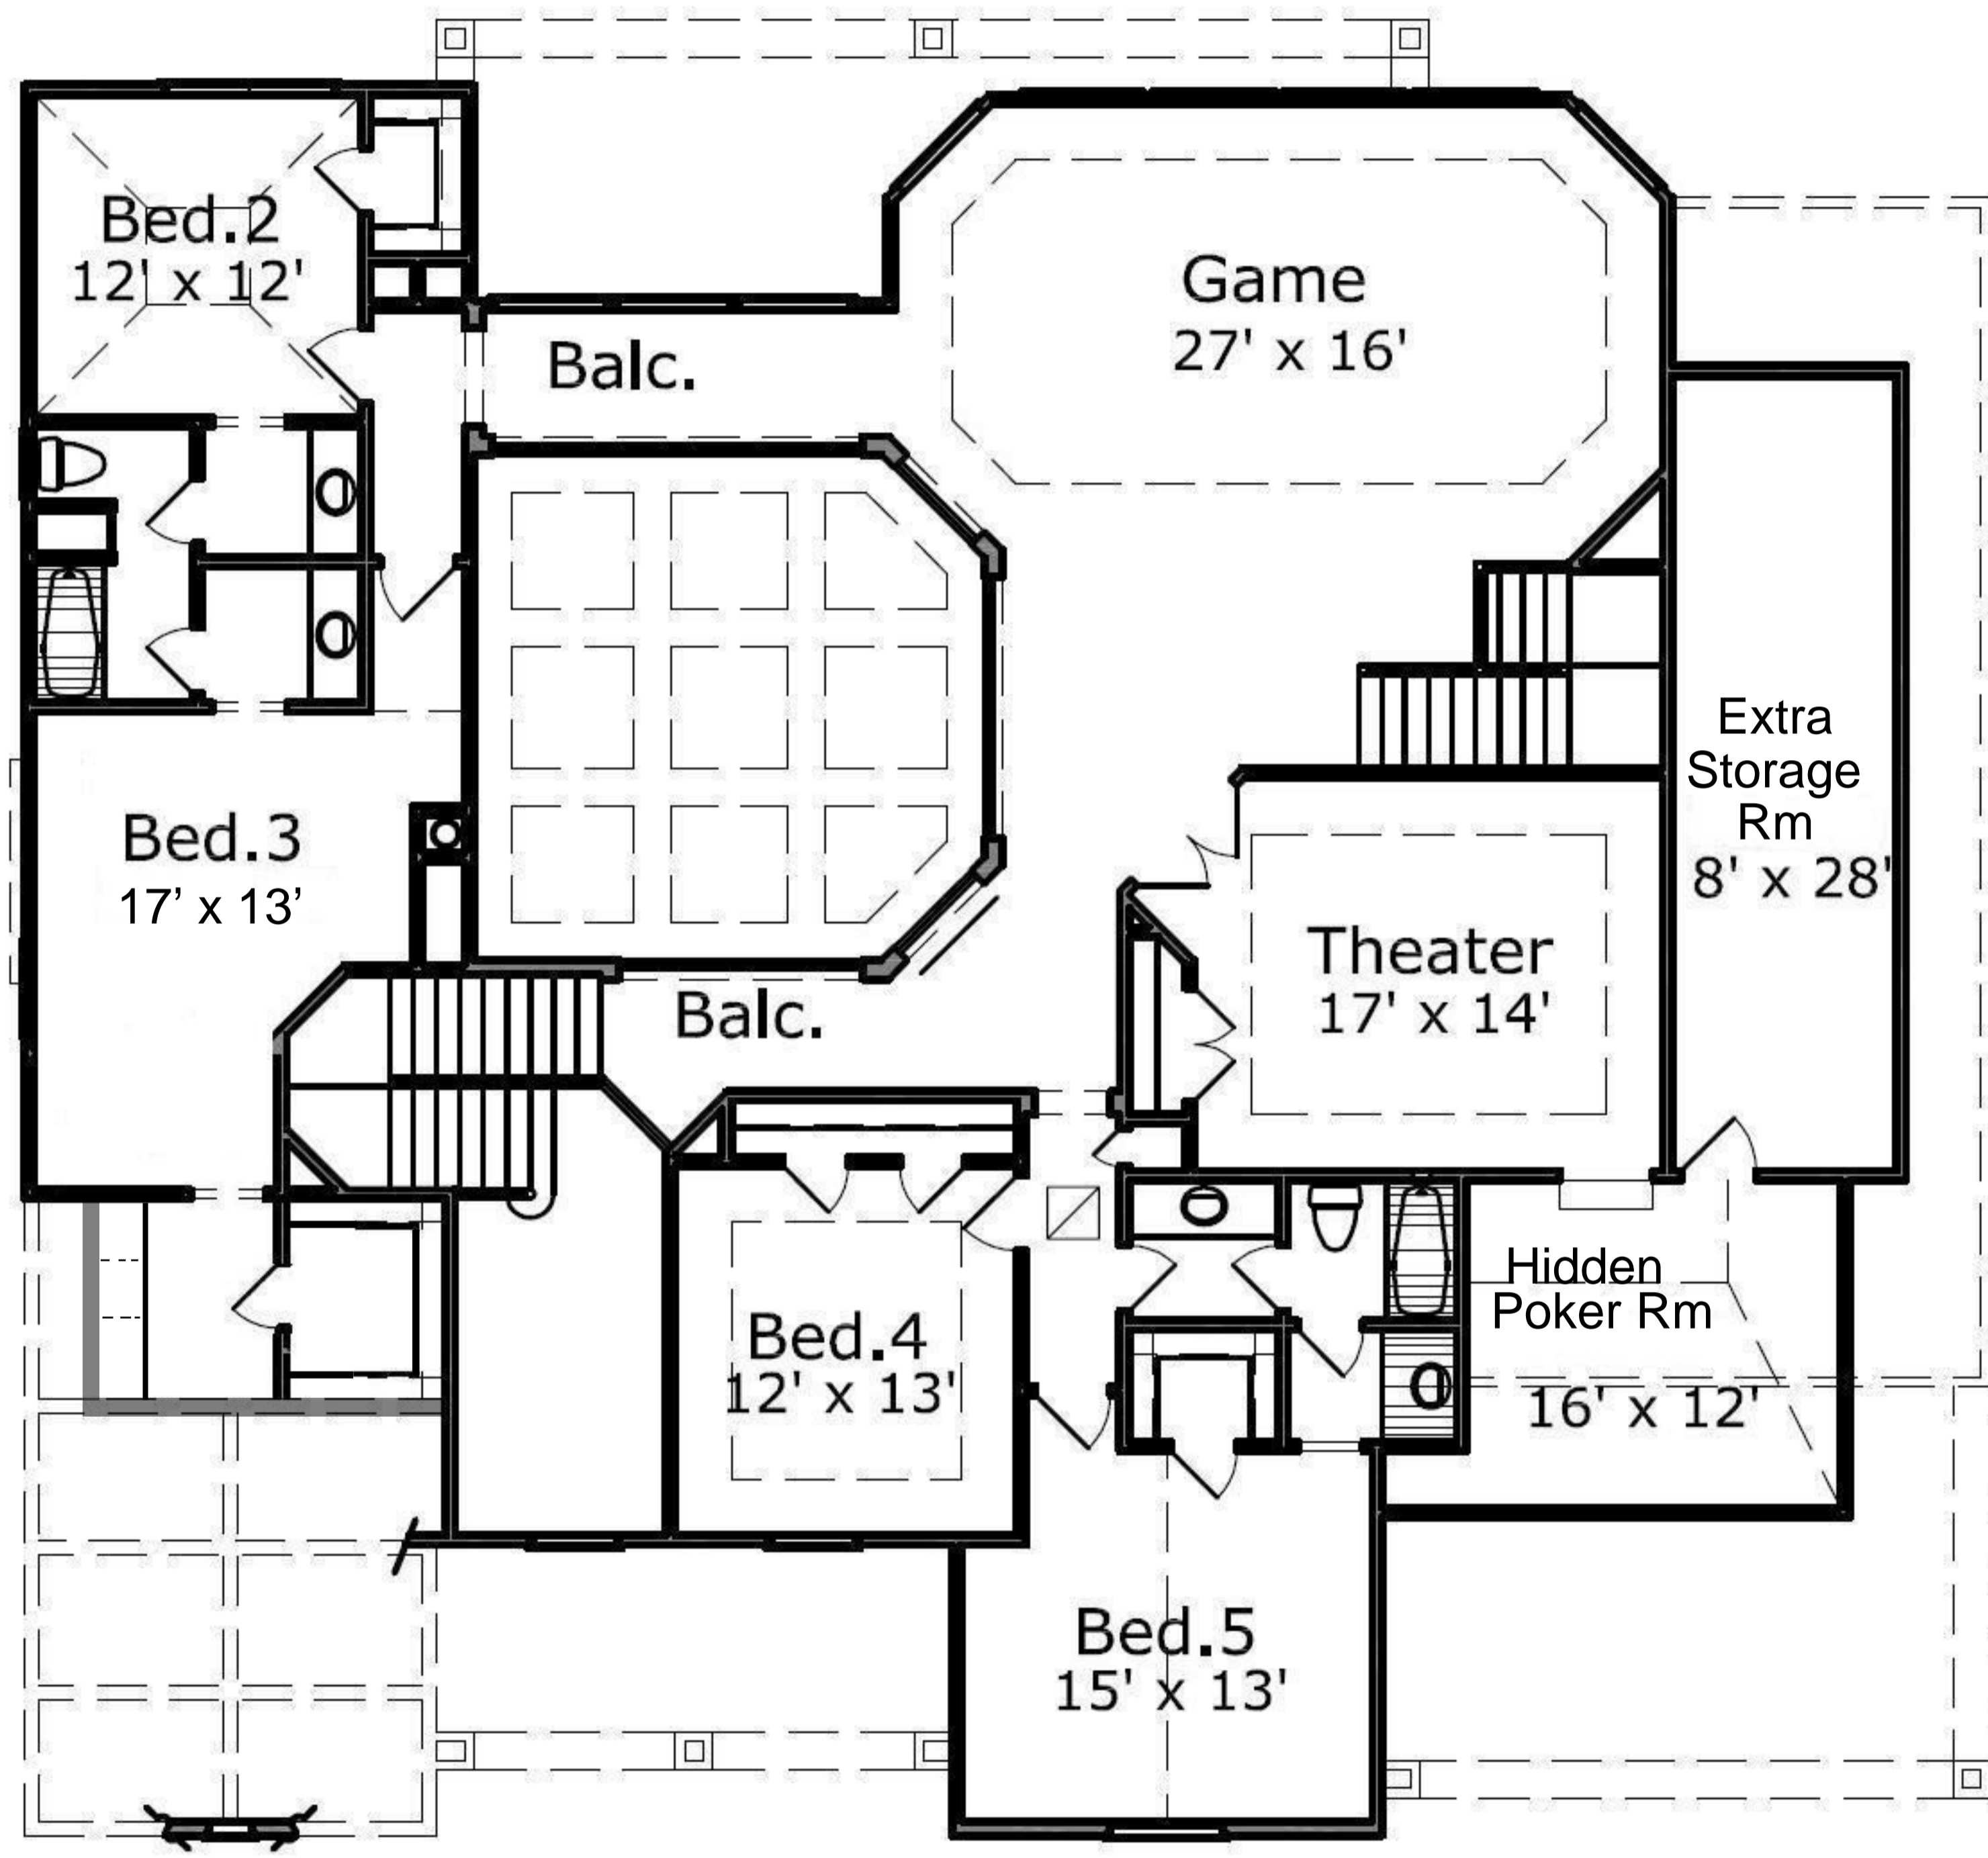 Bed.2
12' x 12'
Balc.
Game
27' x 16'
Extra
Storage
Rm
8' x 28'
Bed.3
17’ x 13’
Theater
17' x 14'
Balc.
Hidden
Poker Rm
16' x 12'
Bed.4
12' x 13'
Bed.5
15' x 13'